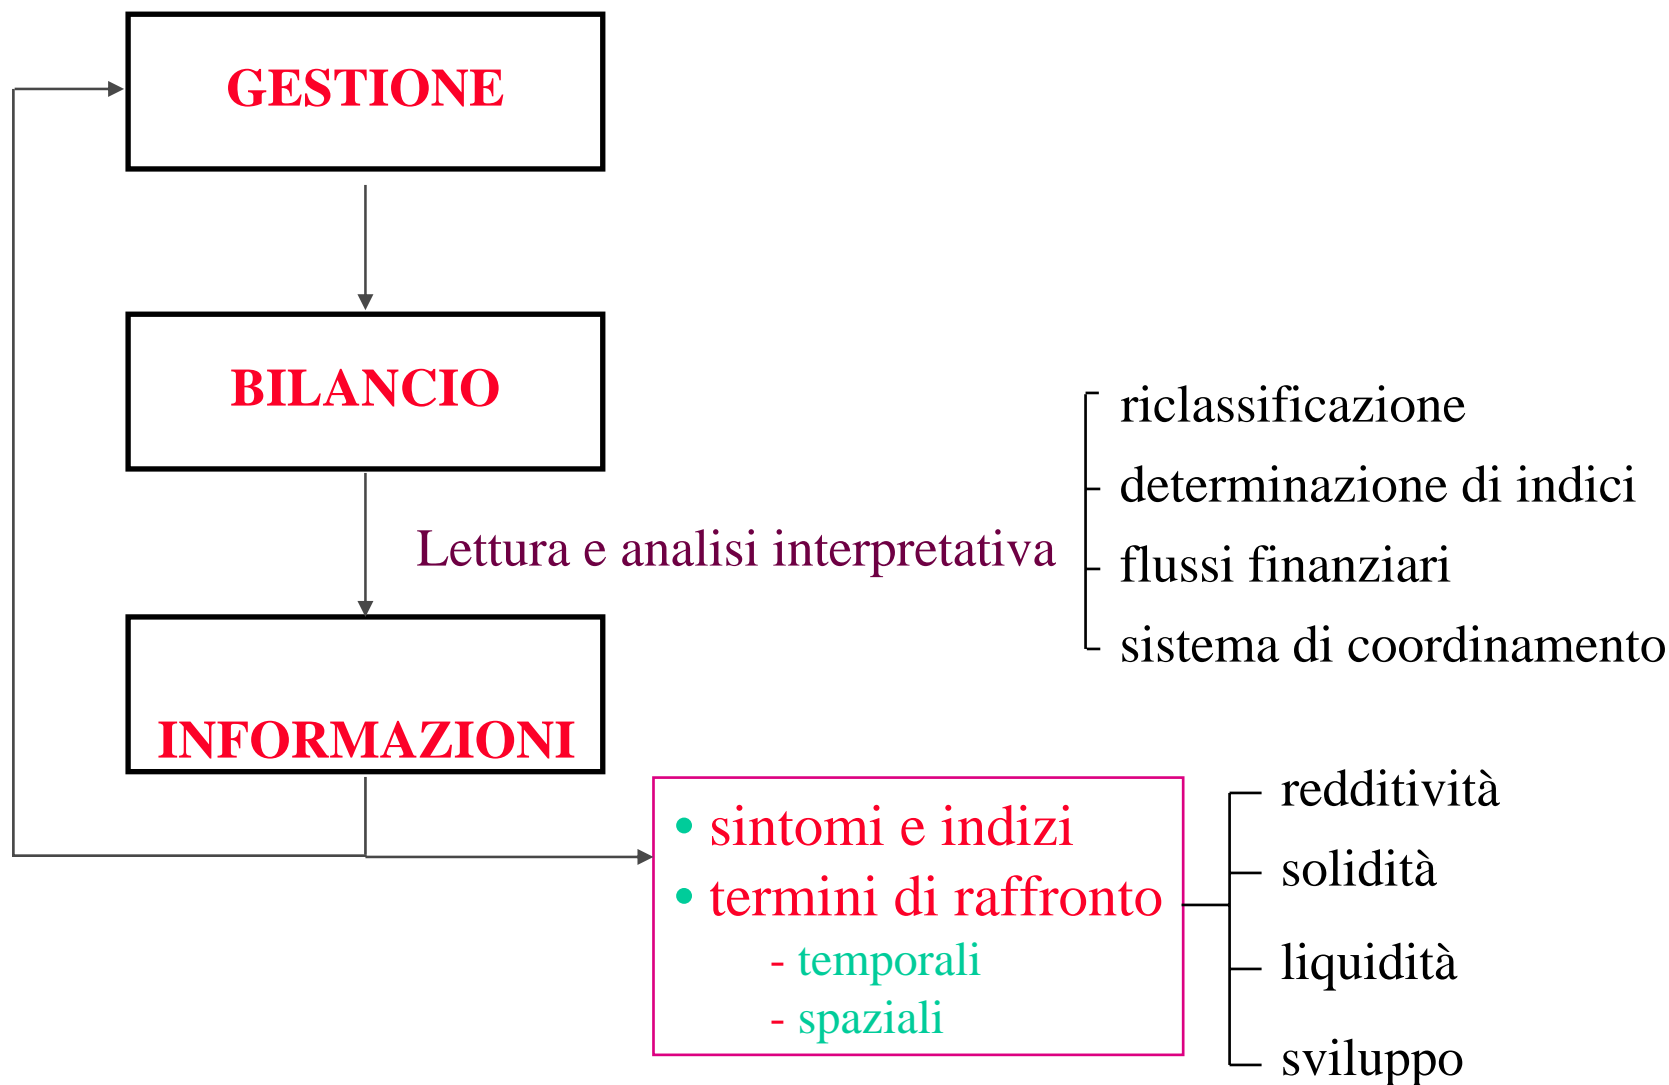 GESTIONE
BILANCIO
Lettura e analisi interpretativa
riclassificazione
determinazione di indici
flussi finanziari
sistema di coordinamento
INFORMAZIONI
• sintomi e indizi
• termini di raffronto
- temporali
- spaziali
redditività
solidità
liquidità
sviluppo